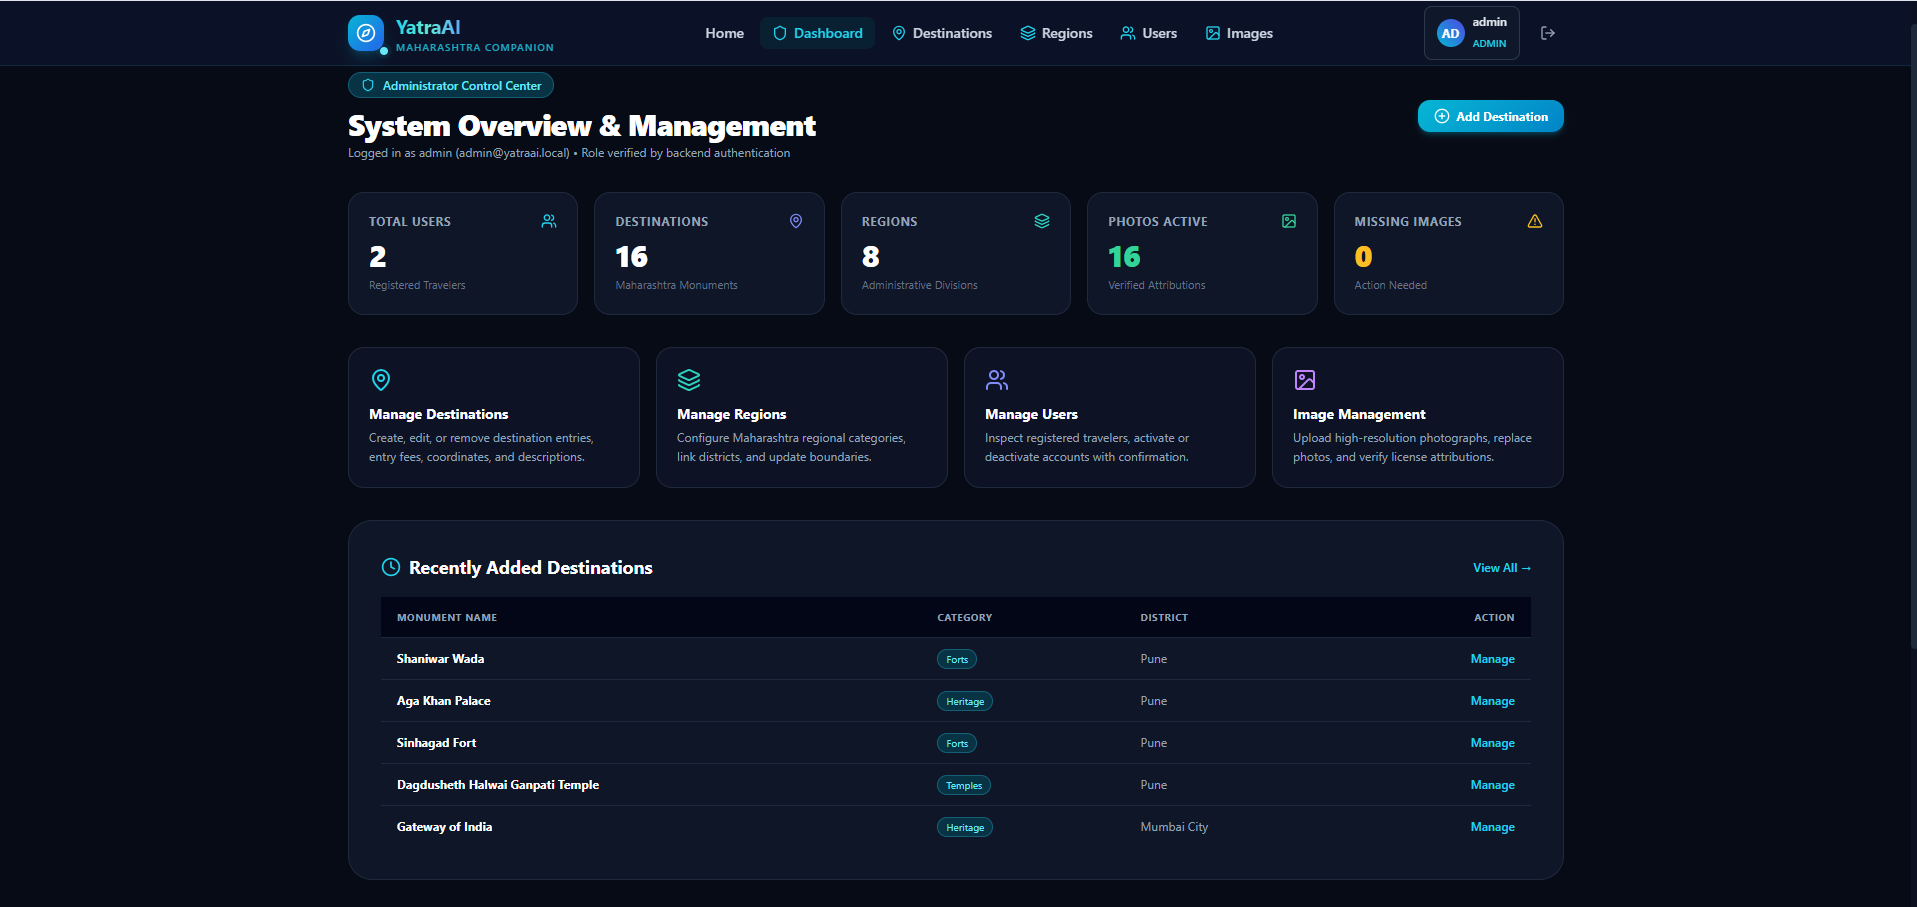 YatraAI
MAHARASHTRA COMPANION
Home
Dashboard
Destinations
Regions
Users
Images
AD
admin
ADMIN
Administrator Control Center
System Overview & Management
Logged in as admin (admin@yatraai.local) • Role verified by backend authentication
Add Destination
TOTAL USERS
2
Registered Travelers
DESTINATIONS
16
Maharashtra Monuments
REGIONS
8
Administrative Divisions
PHOTOS ACTIVE
16
Verified Attributions
MISSING IMAGES
0
Action Needed
Manage Destinations
Create, edit, or remove destination entries,
entry fees, coordinates, and descriptions.
Manage Regions
Configure Maharashtra regional categories,
link districts, and update boundaries.
Manage Users
Inspect registered travelers, activate or
deactivate accounts with confirmation.
Image Management
Upload high-resolution photographs, replace
photos, and verify license attributions.
Recently Added Destinations
View All →
MONUMENT NAME CATEGORY DISTRICT ACTION
Shaniwar Wada Forts Pune Manage
Aga Khan Palace Heritage Pune Manage
Sinhagad Fort Forts Pune Manage
Dagdusheth Halwai Ganpati Temple Temples Pune Manage
Gateway of India Heritage Mumbai City Manage